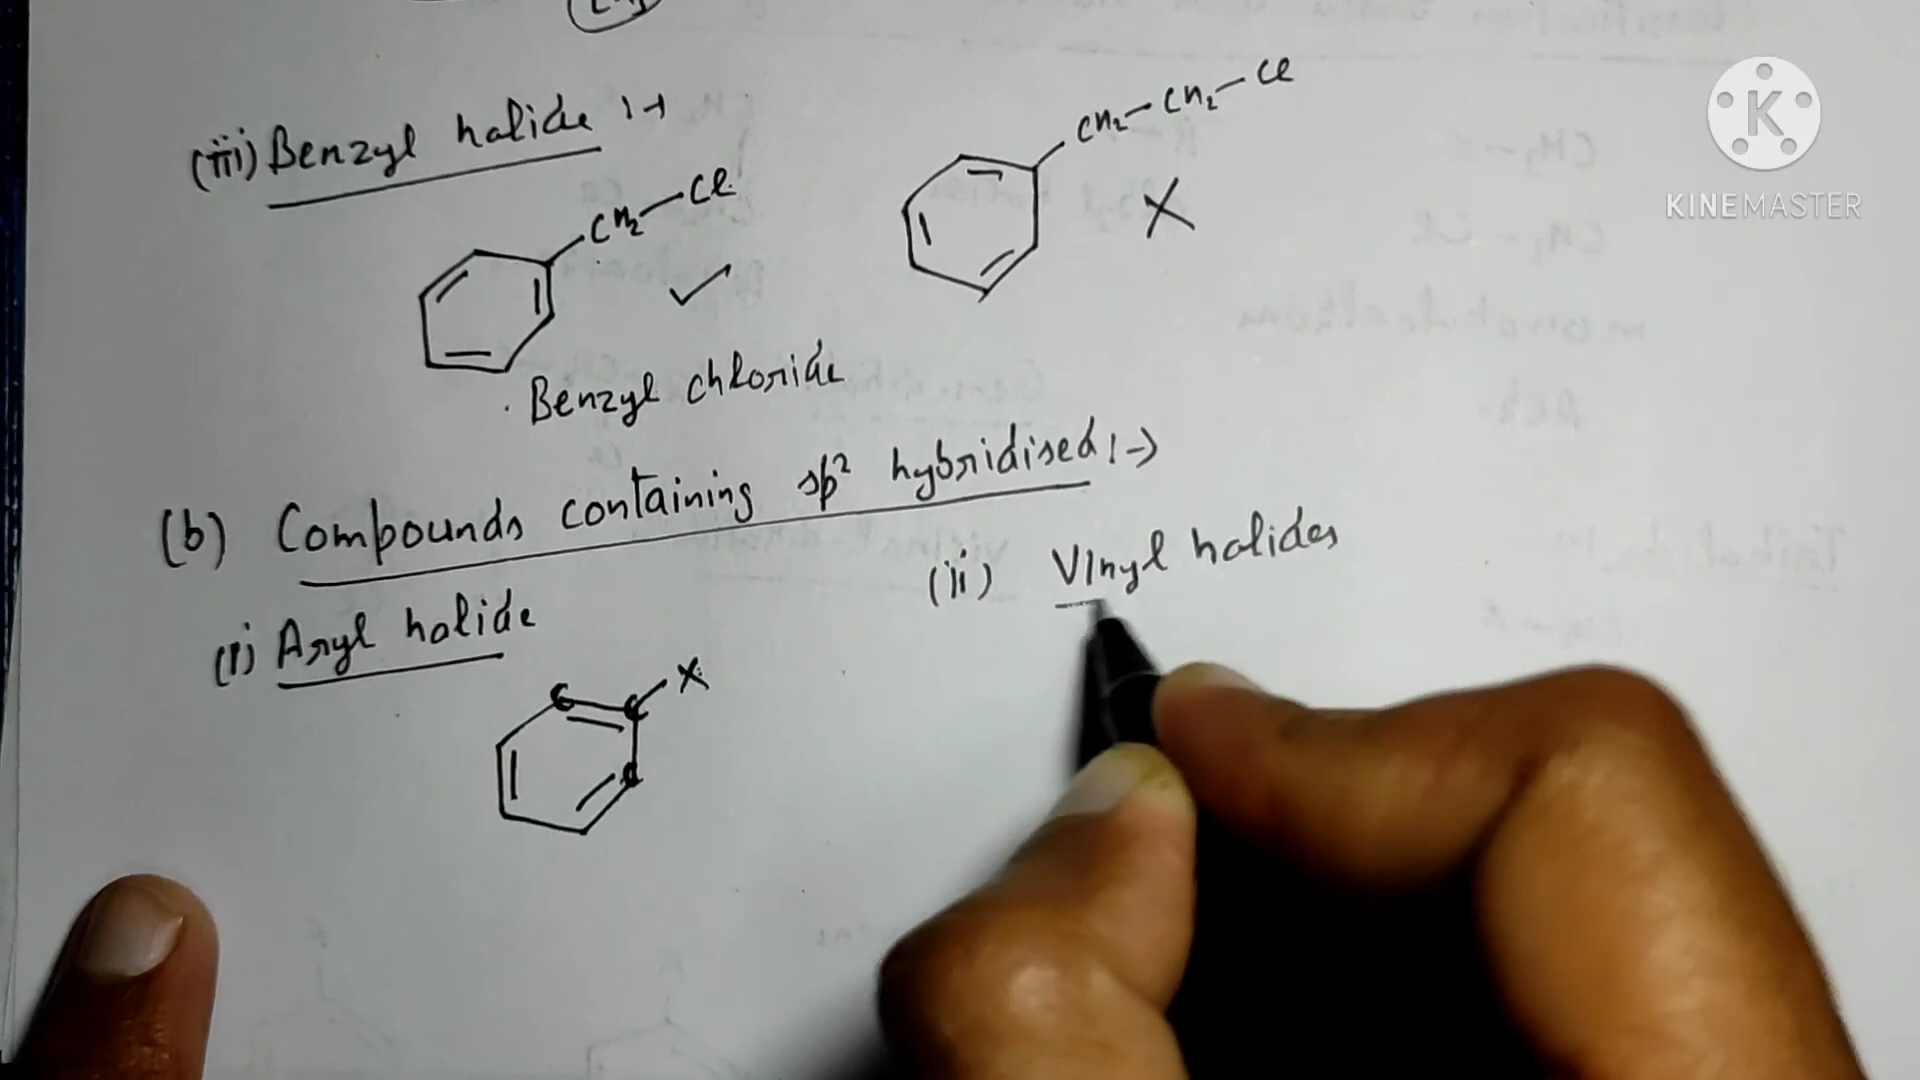 (iii) Benzyl halide :→
CH₂-Cl
CH₂-CH₂-Cl
X
Benzyl chloride
(b) Compounds containing sp² hybridised :→
(i) Aryl halide
(ii) Vinyl halides
C C X
C
K
KINEMASTER